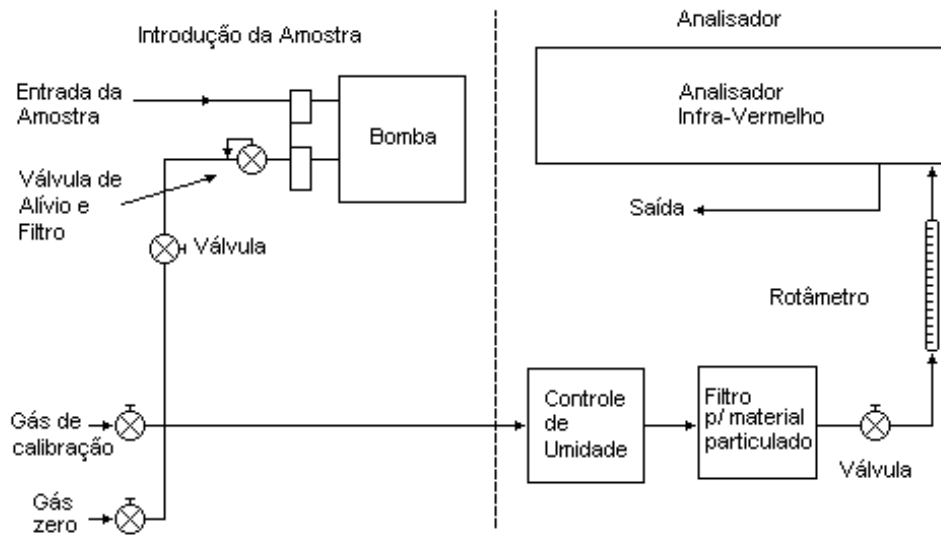 Introdução da Amostra
Entrada da
Amostra
Bomba
Válvula de
Alívio e
Filtro
Válvula
Gás de
calibração
Gás
zero
Analisador
Analisador
Infra-Vermelho
Saída
Rotâmetro
Controle
de
Umidade
Filtro
p/ material
particulado
Válvula